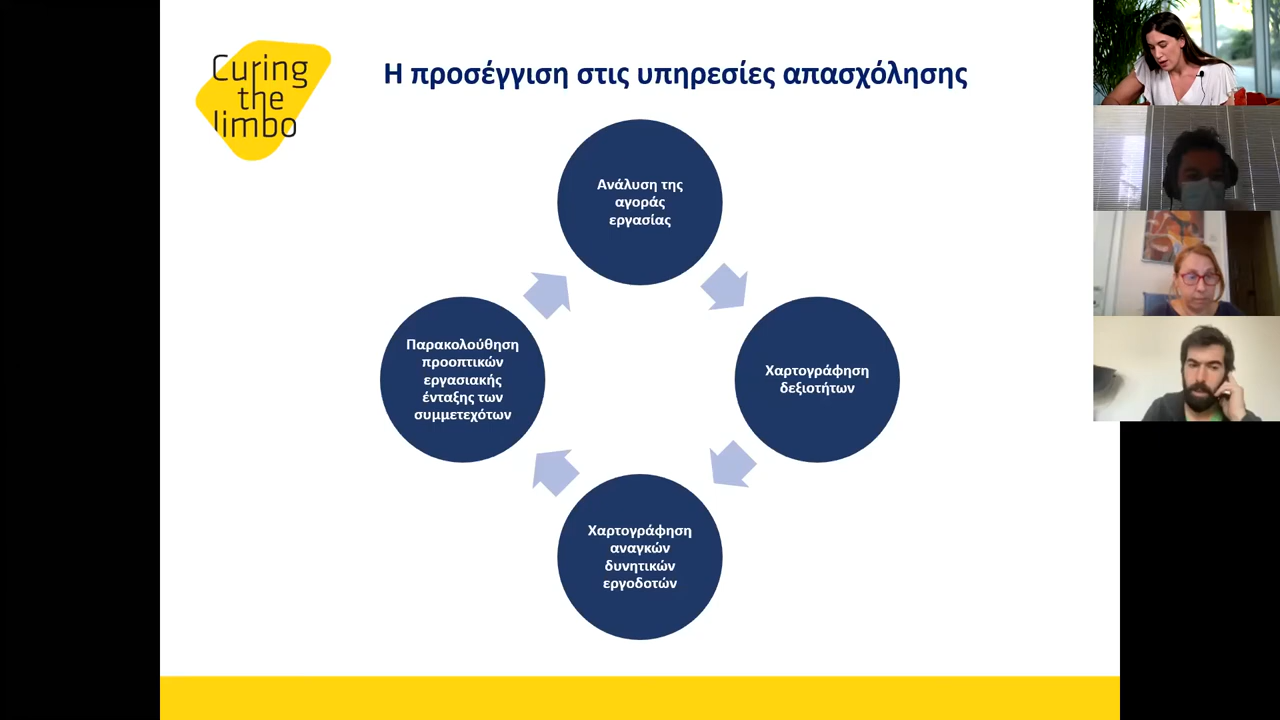 Curing
the
limbo
Η προσέγγιση στις υπηρεσίες απασχόλησης
Ανάλυση της
αγοράς
εργασίας
Χαρτογράφηση
δεξιοτήτων
Χαρτογράφηση
αναγκών
δυνητικών
εργοδοτών
Παρακολούθηση
προοπτικών
εργασιακής
ένταξης των
συμμετεχότων